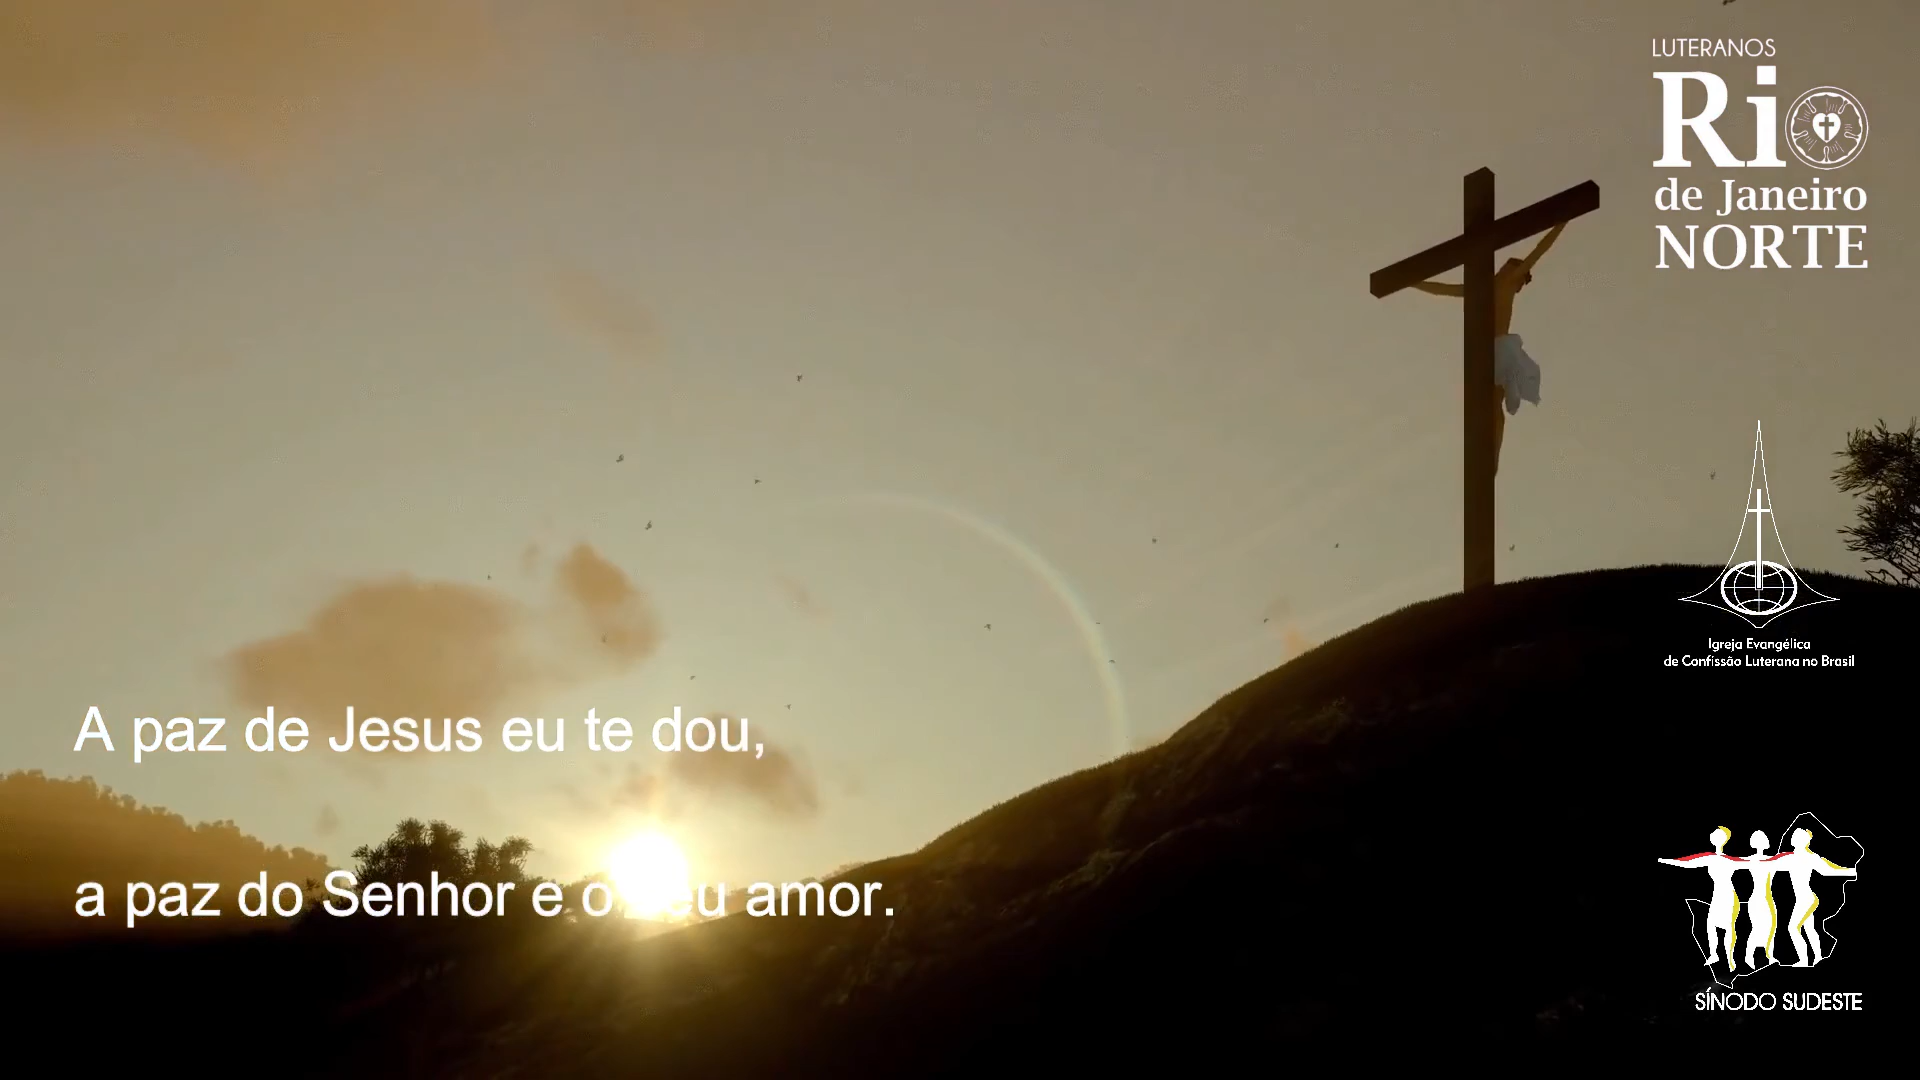 LUTERANOS
Rio
de Janeiro
NORTE
Igreja Evangélica
de Confissão Luterana no Brasil
A paz de Jesus eu te dou,
a paz do Senhor e o seu amor.
SÍNODO SUDESTE